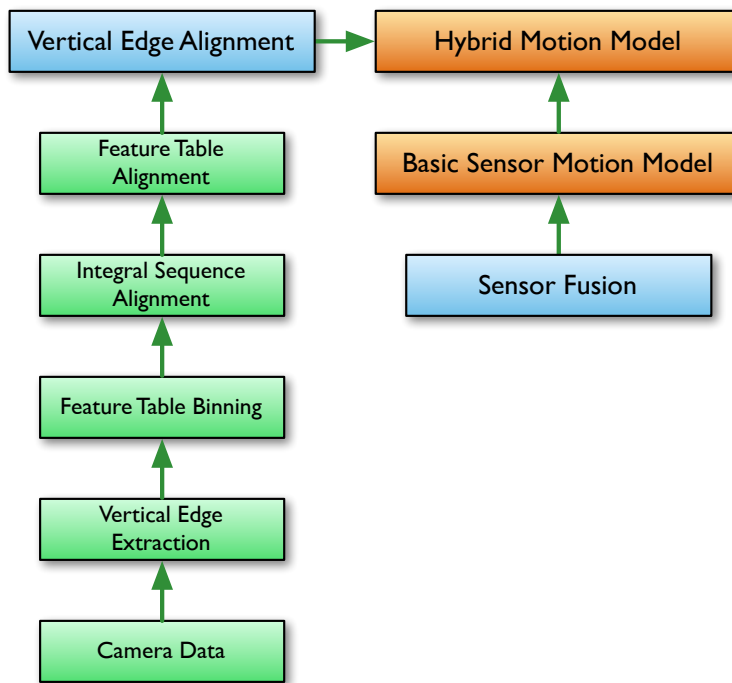 Vertical Edge Alignment
Hybrid Motion Model
Feature Table
Alignment
Basic Sensor Motion Model
Integral Sequence
Alignment
Sensor Fusion
Feature Table Binning
Vertical Edge
Extraction
Camera Data